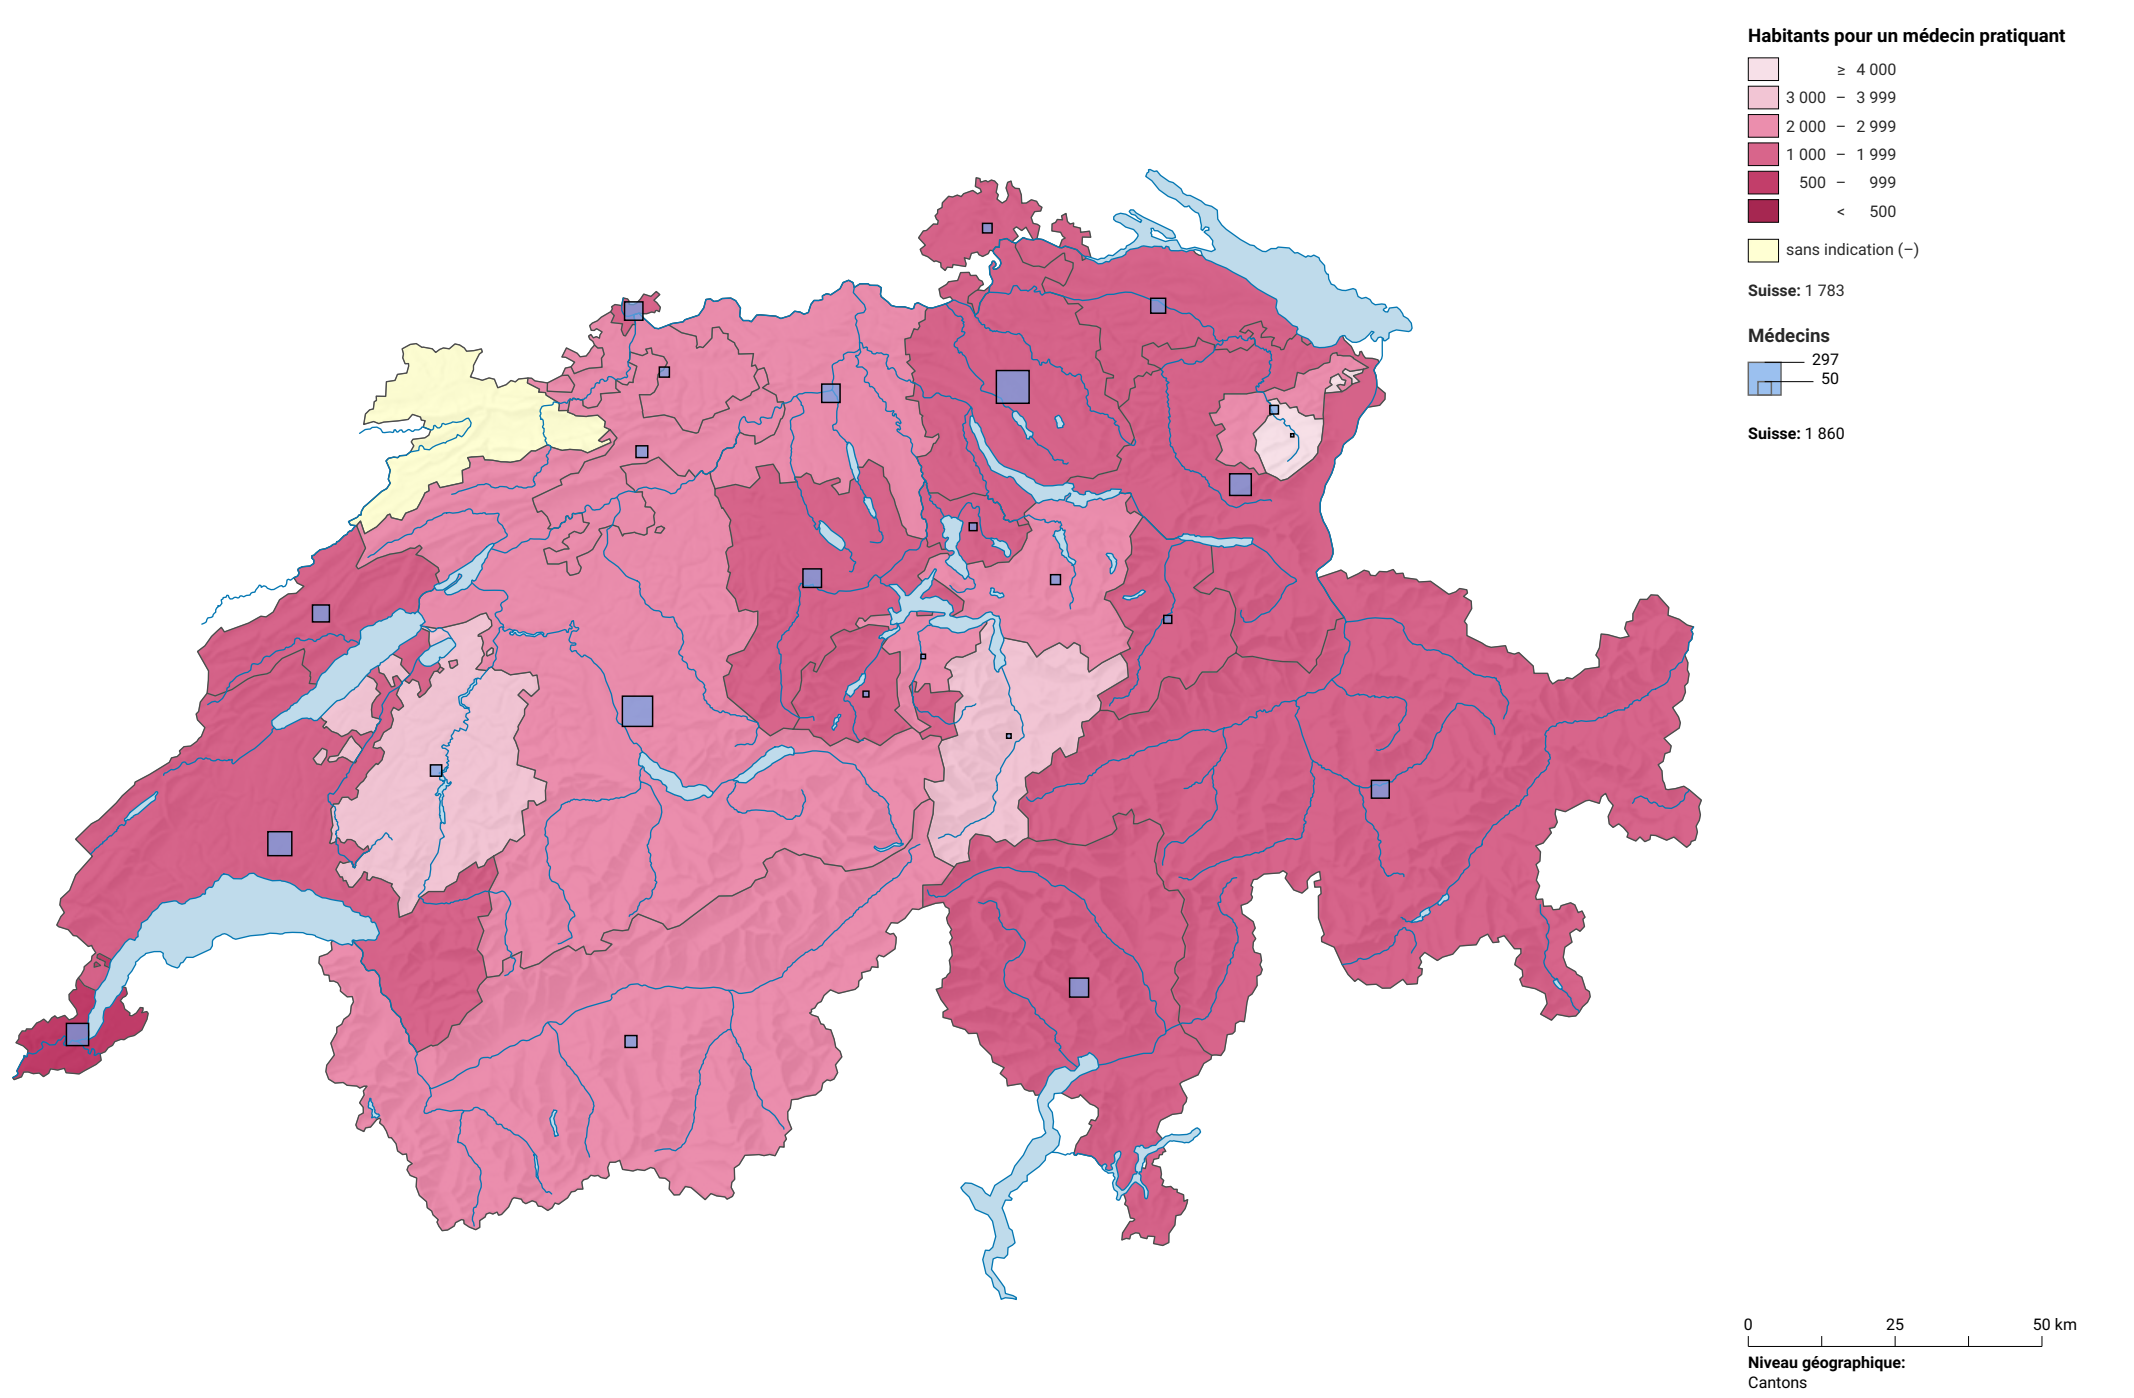 Habitants pour un médecin pratiquant
≥ 4 000
3 000 – 3 999
2 000 – 2 999
1 000 – 1 999
500 – 999
< 500
sans indication (–)
Suisse: 1 783
Médecins
297
50
Suisse: 1 860
0 25 50 km
Niveau géographique:
Cantons